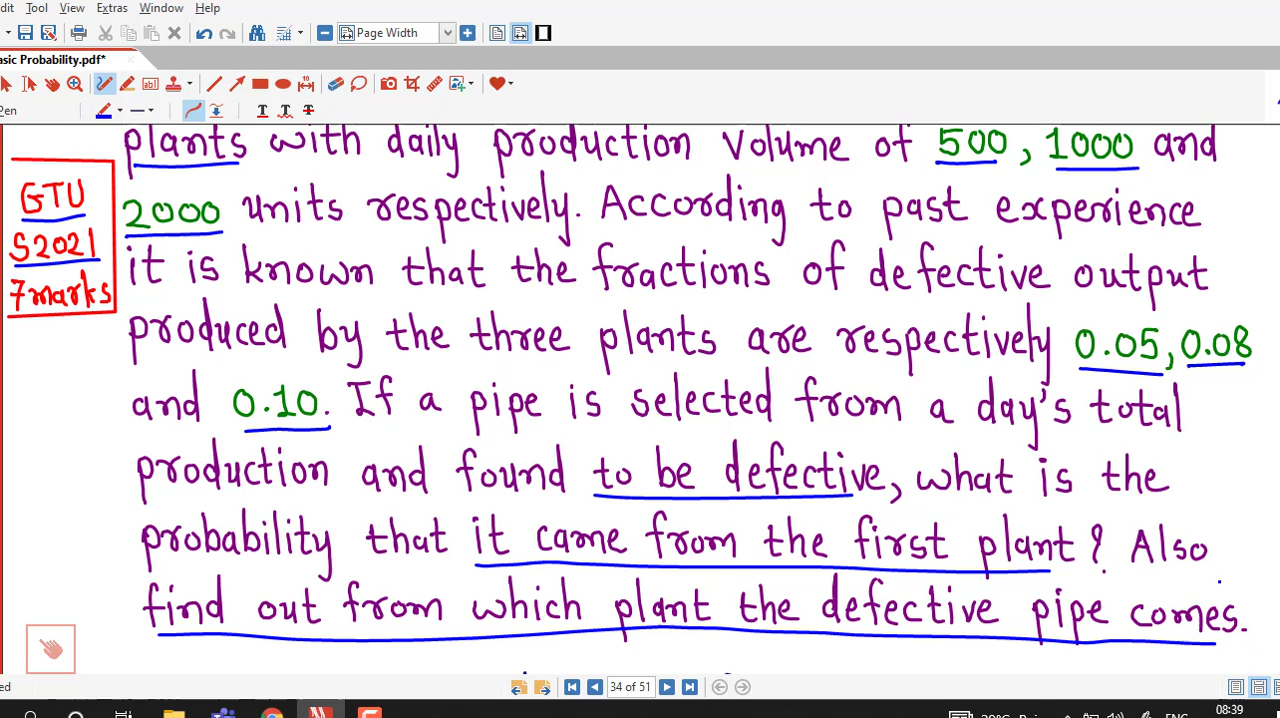 dit Tool View Extras Window Help
Page Width
asic Probability.pdf*
Pen
plants with daily production volume of 500, 1000 and
GTU
S2021
7marks
2000 units respectively. According to past experience
it is known that the fractions of defective output
produced by the three plants are respectively 0.05, 0.08
and 0.10. If a pipe is selected from a day's total
production and found to be defective, what is the
probability that it came from the first plant? Also
find out from which plant the defective pipe comes.
34 of 51
08:39